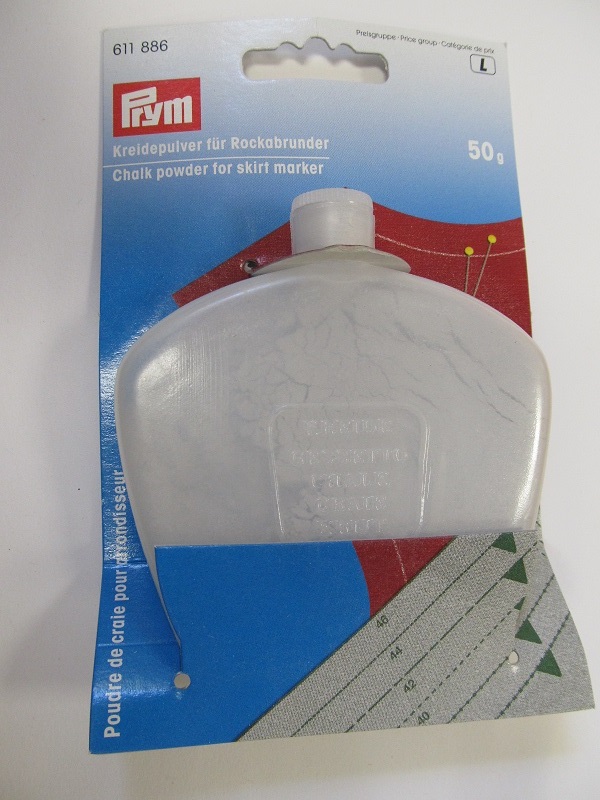 611 886
Preisgruppe · Price group · Catégorie de prix
L
Prym
Kreidepulver für Rockabrunder
Chalk powder for skirt marker
50 g
Poudre de craie pour arrondisseur
46
44
42
40